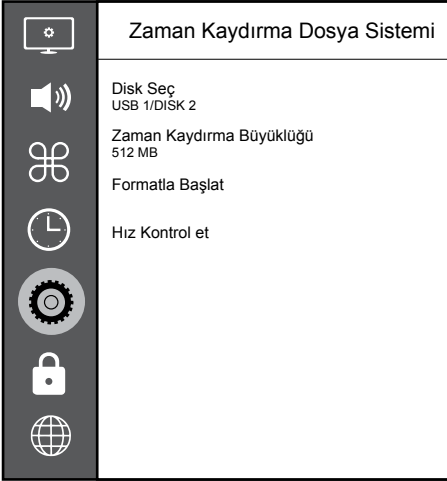 Zaman Kaydırma Dosya Sistemi
Disk Seç
USB 1/DISK 2
Zaman Kaydırma Büyüklüğü
512 MB
Formatla Başlat
Hız Kontrol et